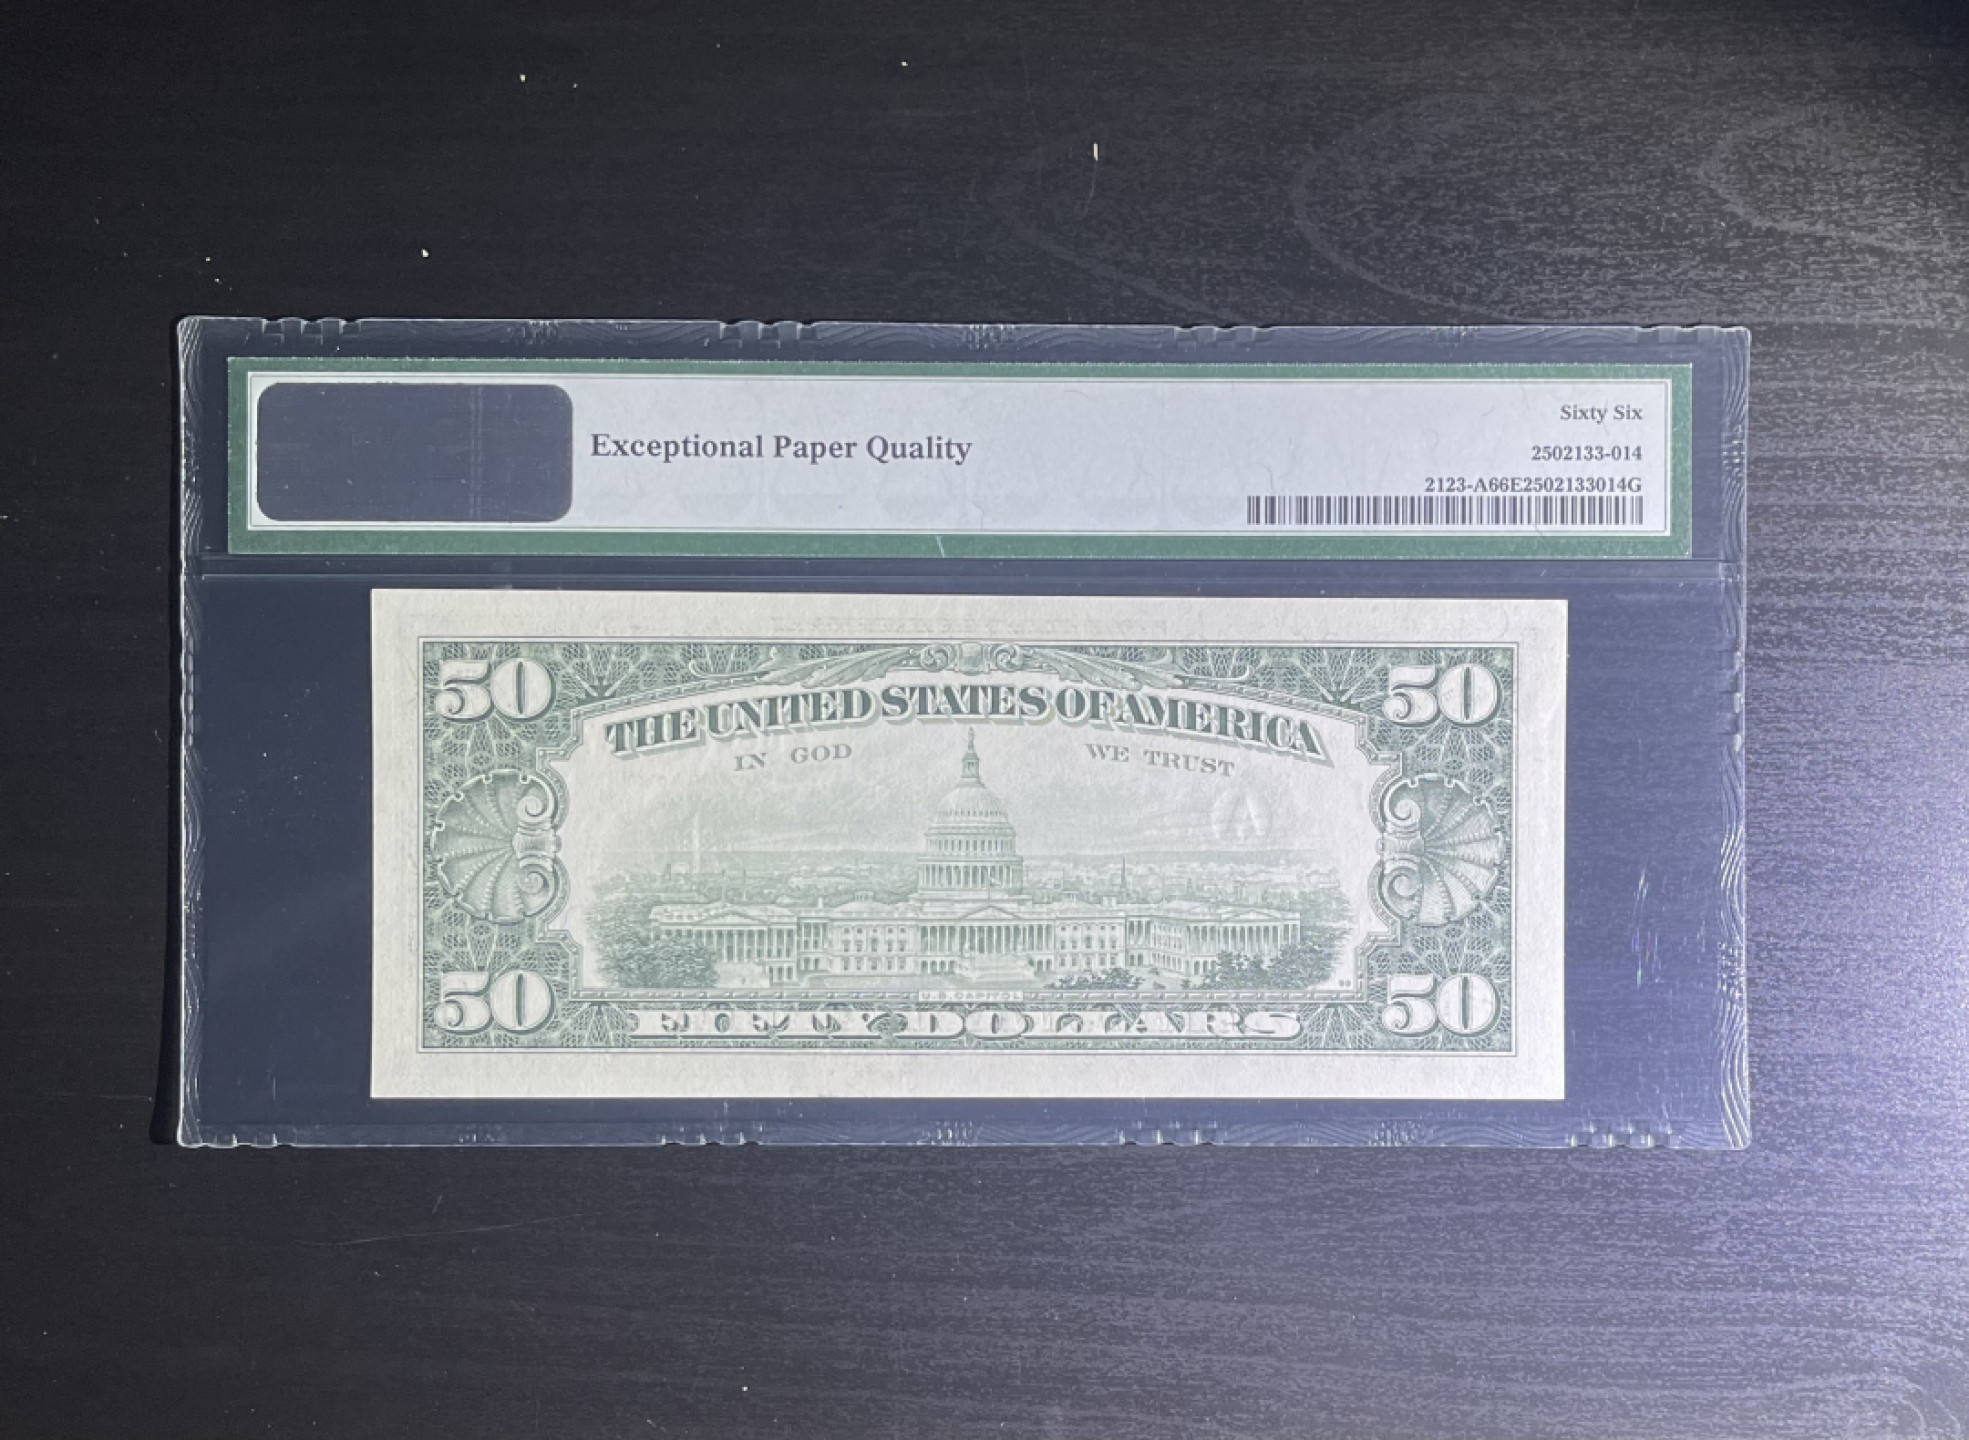 Sixty Six
Exceptional Paper Quality
2502133-014
2123-A66E2502133014G
50
50
THE UNITED STATES OF AMERICA
IN GOD WE TRUST
U.S. CAPITOL
50
50
FIFTY DOLLARS